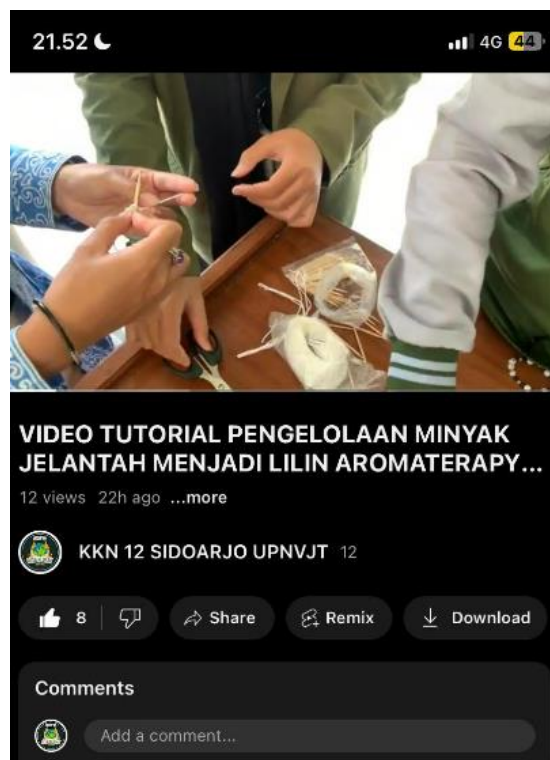 21.52
4G 44
VIDEO TUTORIAL PENGELOLAAN MINYAK
JELANTAH MENJADI LILIN AROMATERAPY...
12 views 22h ago ...more
KKN 12 SIDOARJO UPNVJT 12
8 Share Remix Download
Comments
Add a comment...